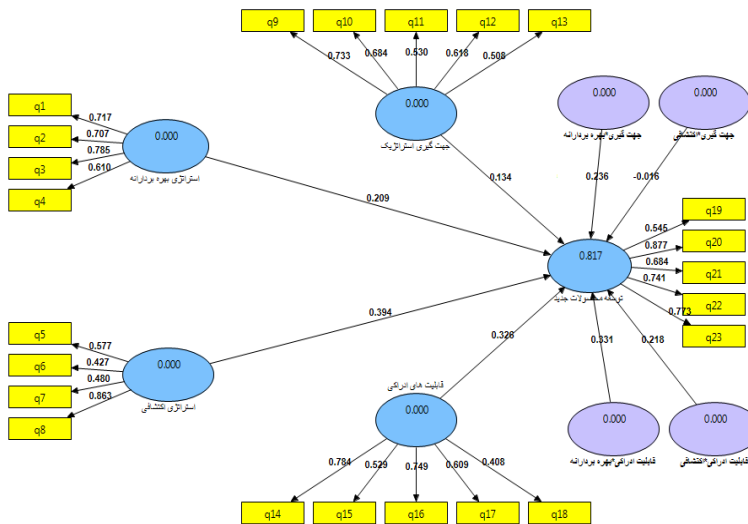 q9
q10
q11
q12
q13
0.733
0.684
0.530
0.618
0.508
0.000
جهت گیری استراتژیک
0.000
جهت گیری*بهره بردارانه
0.000
جهت گیری*اکتشافی
q1
q2
q3
q4
0.717
0.707
0.785
0.610
0.000
استراتژی بهره بردارانه
0.209
0.134
0.236
-0.016
q19
q20
q21
q22
q23
0.545
0.877
0.684
0.741
0.773
0.817
توسعه محصولات جدید
0.394
0.326
0.331
0.218
q5
q6
q7
q8
0.577
0.427
0.480
0.863
0.000
استراتژی اکتشافی
قابلیت های ادراکی
0.000
0.000
قابلیت ادراکی*بهره بردارانه
0.000
قابلیت ادراکی*اکتشافی
0.784
0.529
0.749
0.609
0.408
q14
q15
q16
q17
q18